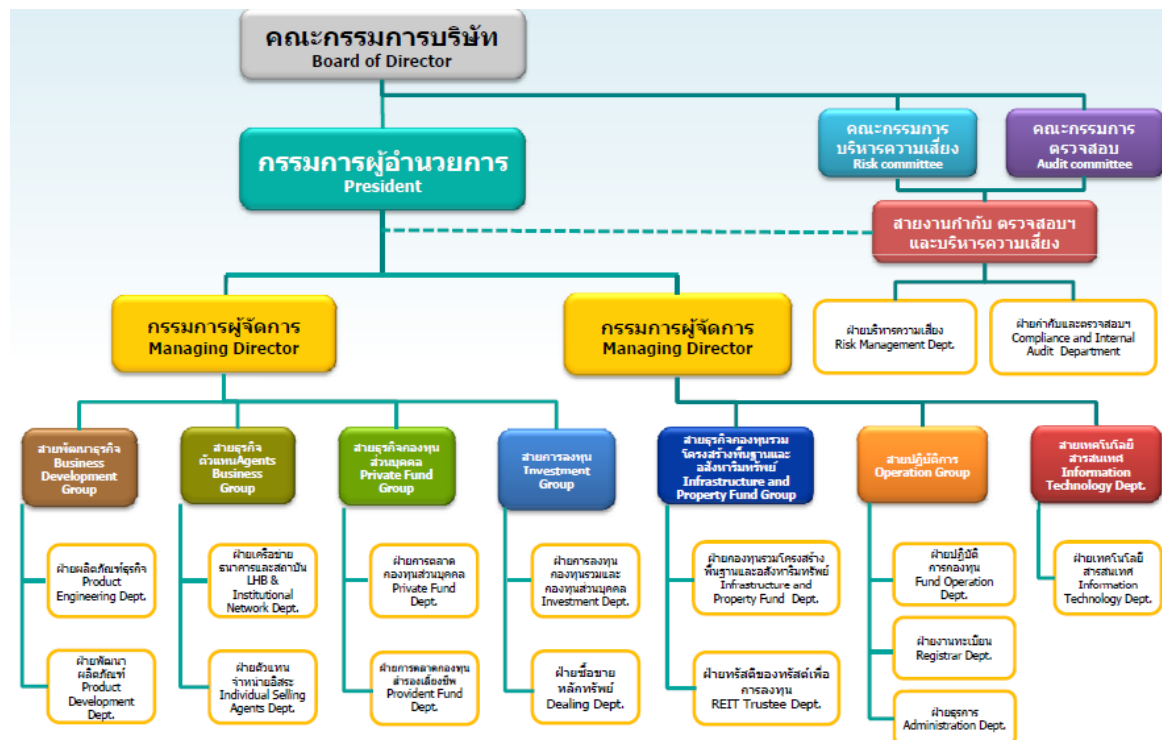 คณะกรรมการบริษัท
Board of Director
คณะกรรมการ
บริหารความเสี่ยง
Risk committee
คณะกรรมการ
ตรวจสอบ
Audit committee
กรรมการผู้อำนวยการ
President
สายงานกำกับ ตรวจสอบฯ
และบริหารความเสี่ยง
กรรมการผู้จัดการ
Managing Director
กรรมการผู้จัดการ
Managing Director
ฝ่ายบริหารความเสี่ยง
Risk Management Dept.
ฝ่ายกำกับและตรวจสอบฯ
Compliance and Internal
Audit Department
สายพัฒนาธุรกิจ
Business
Development
Group
สายธุรกิจ
ตัวแทนAgents
Business
Group
สายธุรกิจกองทุน
ส่วนบุคคล
Private Fund
Group
สายการลงทุน
Investment
Group
สายธุรกิจกองทุนรวม
โครงสร้างพื้นฐานและ
อสังหาริมทรัพย์
Infrastructure and
Property Fund Group
สายปฏิบัติการ
Operation Group
สายเทคโนโลยี
สารสนเทศ
Information
Technology Dept.
ฝ่ายผลิตภัณฑ์ธุรกิจ
Product
Engineering Dept.
ฝ่ายเครือข่าย
ธนาคารและสถาบัน
LHB &
Institutional
Network Dept.
ฝ่ายการตลาด
กองทุนส่วนบุคคล
Private Fund
Dept.
ฝ่ายการลงทุน
กองทุนรวมและ
กองทุนส่วนบุคคล
Investment Dept.
ฝ่ายกองทุนรวมโครงสร้าง
พื้นฐานและอสังหาริมทรัพย์
Infrastructure and
Property Fund Dept.
ฝ่ายปฏิบัติ
การกองทุน
Fund Operation
Dept.
ฝ่ายเทคโนโลยี
สารสนเทศ
Information
Technology Dept.
ฝ่ายพัฒนา
ผลิตภัณฑ์
Product
Development
Dept.
ฝ่ายตัวแทน
จำหน่ายอิสระ
Individual Selling
Agents Dept.
ฝ่ายการตลาดกองทุน
สำรองเลี้ยงชีพ
Provident Fund
Dept.
ฝ่ายซื้อขาย
หลักทรัพย์
Dealing Dept.
ฝ่ายทรัสตีของทรัสต์เพื่อ
การลงทุน
REIT Trustee Dept.
ฝ่ายงานทะเบียน
Registrar Dept.
ฝ่ายธุรการ
Administration Dept.